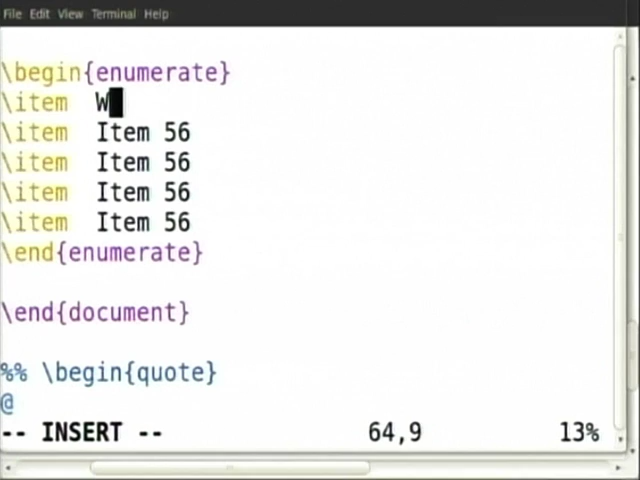 File Edit View Terminal Help
\begin{enumerate}
\item  W
\item  Item 56
\item  Item 56
\item  Item 56
\item  Item 56
\end{enumerate}
\end{document}
%% \begin{quote}
@
-- INSERT -- 64,9 13%